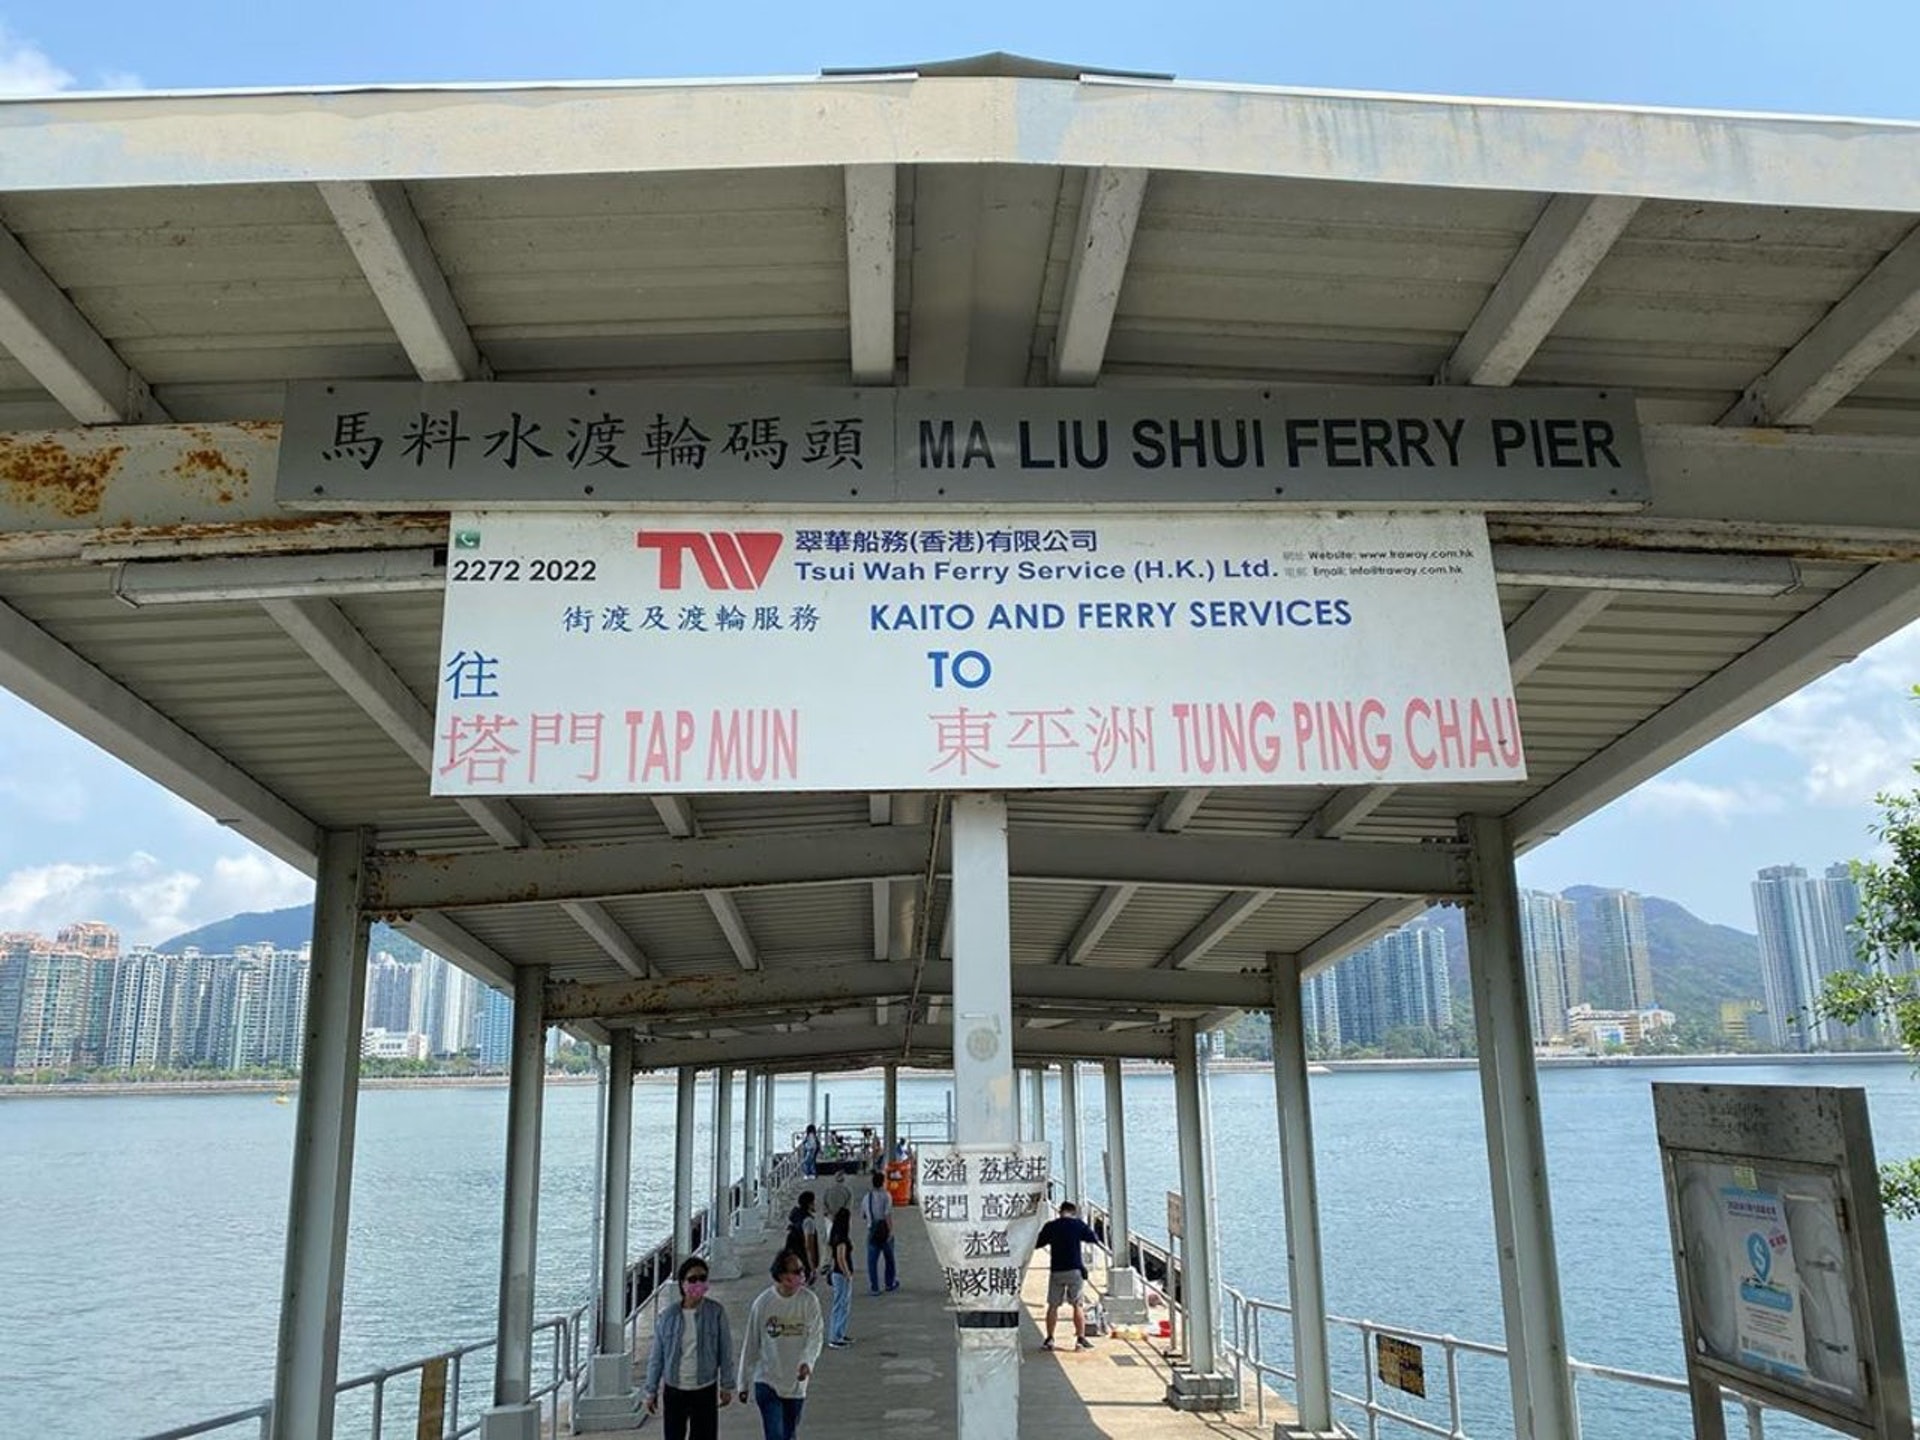 馬料水渡輪碼頭 MA LIU SHUI FERRY PIER
2272 2022
TW
翠華船務(香港)有限公司
Tsui Wah Ferry Service (H.K.) Ltd.
網址 Website: www.traway.com.hk
電郵 Email: info@traway.com.hk
街渡及渡輪服務 KAITO AND FERRY SERVICES
往 TO
塔門 TAP MUN 東平洲 TUNG PING CHAU
深涌 荔枝莊
塔門 高流
赤徑
隊購